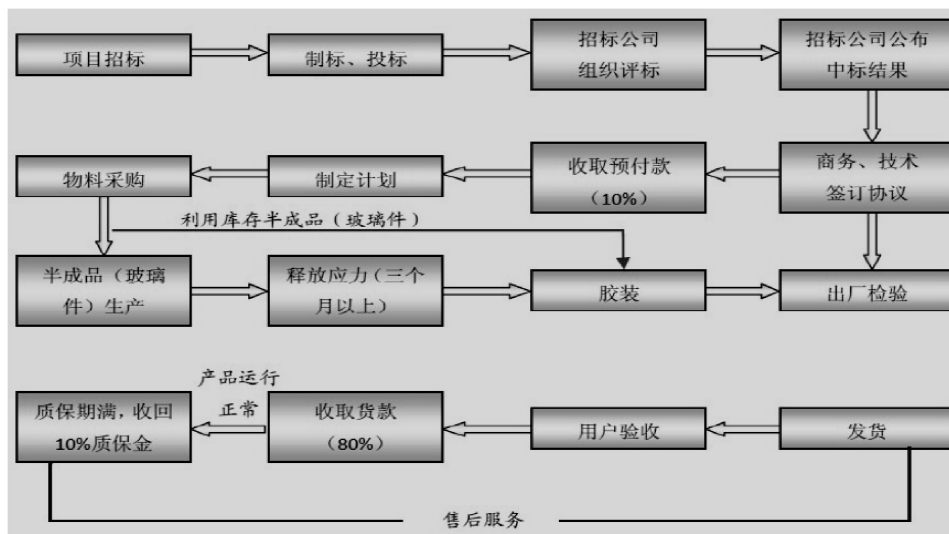 项目招标
制标、投标
招标公司
组织评标
招标公司公布
中标结果
物料采购
制定计划
收取预付款
（10%）
商务、技术
签订协议
利用库存半成品（玻璃件）
半成品（玻璃
件）生产
释放应力（三个
月以上）
胶装
出厂检验
产品运行
正常
质保期满，收回
10%质保金
收取货款
（80%）
用户验收
发货
售后服务